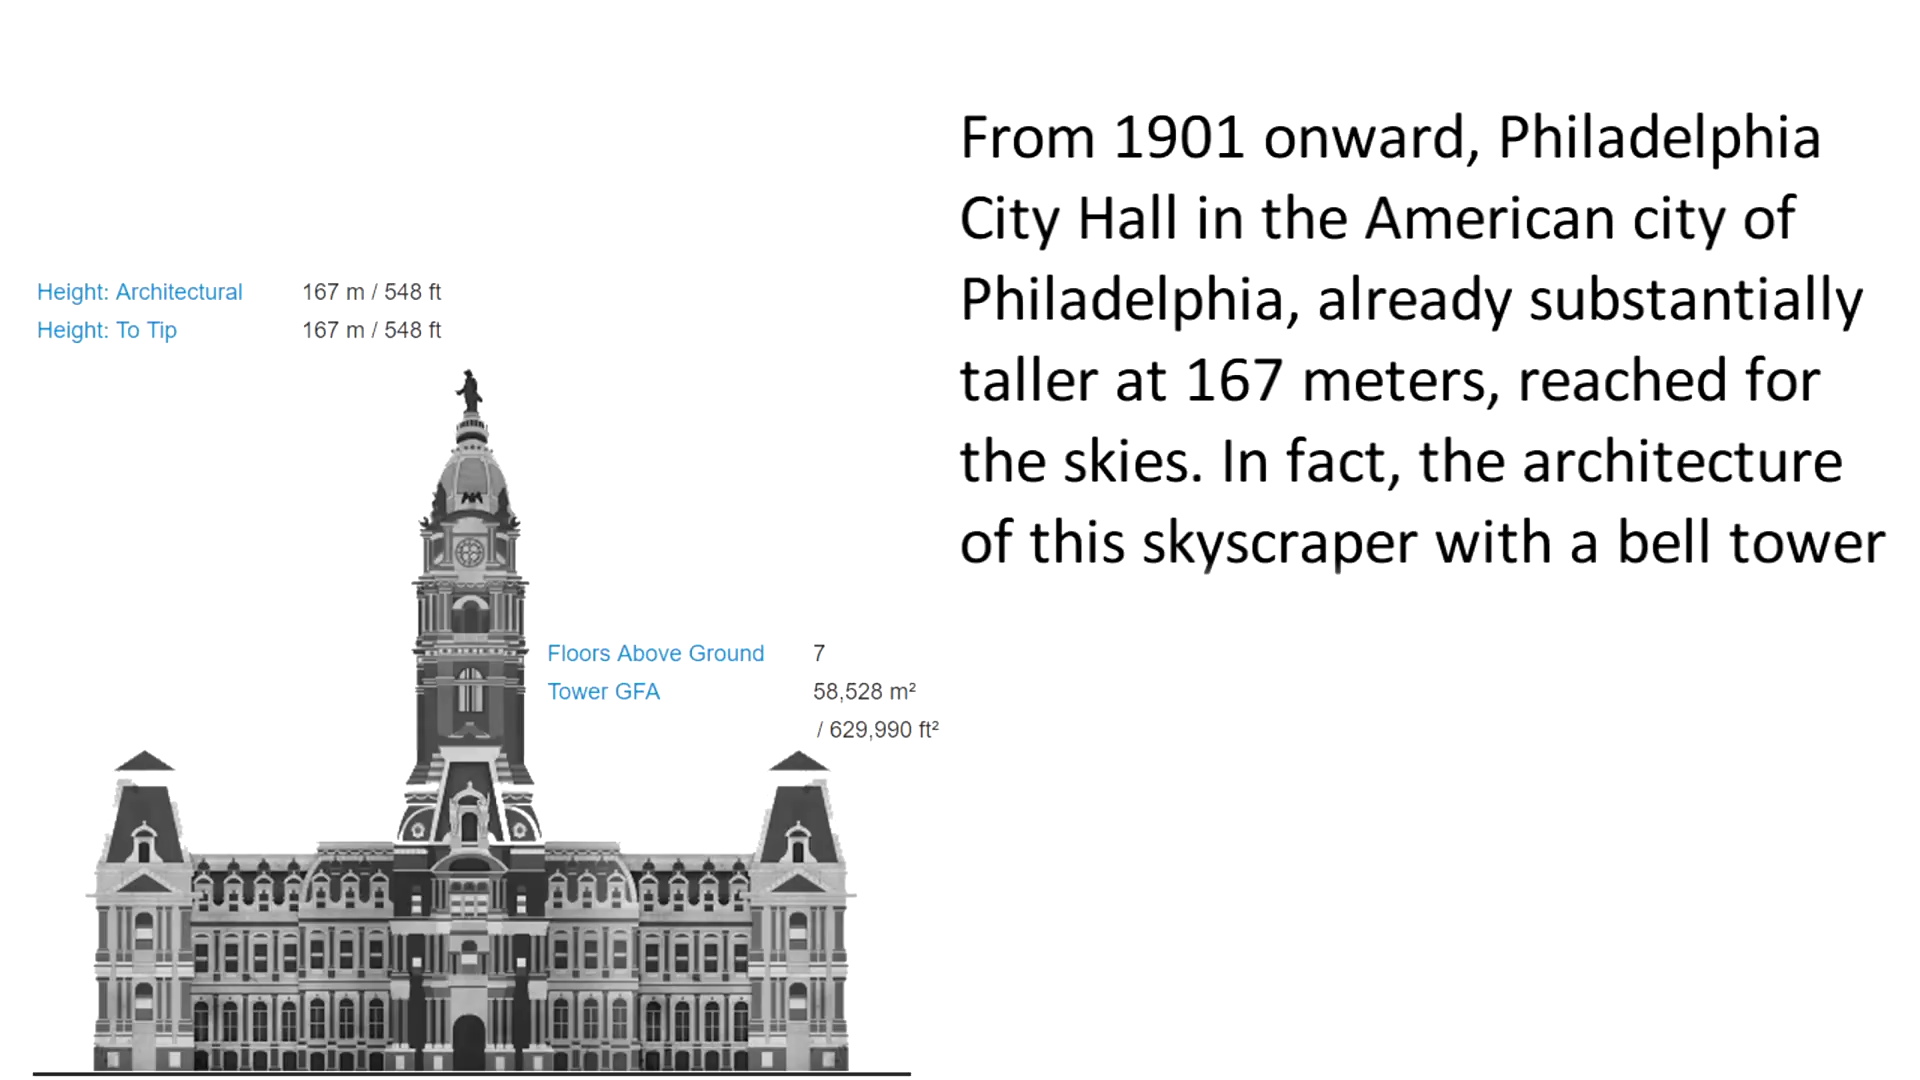 From 1901 onward, Philadelphia
City Hall in the American city of
Philadelphia, already substantially
taller at 167 meters, reached for
the skies. In fact, the architecture
of this skyscraper with a bell tower
Height: Architectural 167 m / 548 ft
Height: To Tip 167 m / 548 ft
Floors Above Ground 7
Tower GFA 58,528 m²
/ 629,990 ft²